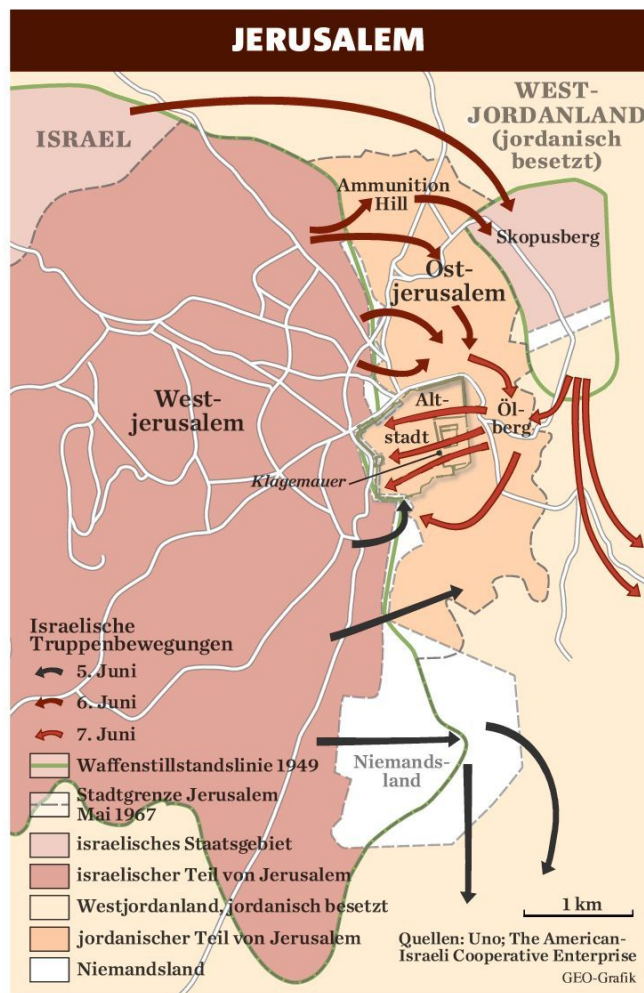 JERUSALEM
WEST-
JORDANLAND
(jordanisch
besetzt)
ISRAEL
Ammunition
Hill
Skopusberg
Ost-
jerusalem
West-
jerusalem
Alt-
stadt
Öl-
berg
Klagemauer
Israelische
Truppenbewegungen
5. Juni
6. Juni
7. Juni
Waffenstillstandslinie 1949
Stadtgrenze Jerusalem
Mai 1967
israelisches Staatsgebiet
israelischer Teil von Jerusalem
Westjordanland, jordanisch besetzt
jordanischer Teil von Jerusalem
Niemandsland
Niemands-
land
1 km
Quellen: Uno; The American-
Israeli Cooperative Enterprise
GEO-Grafik